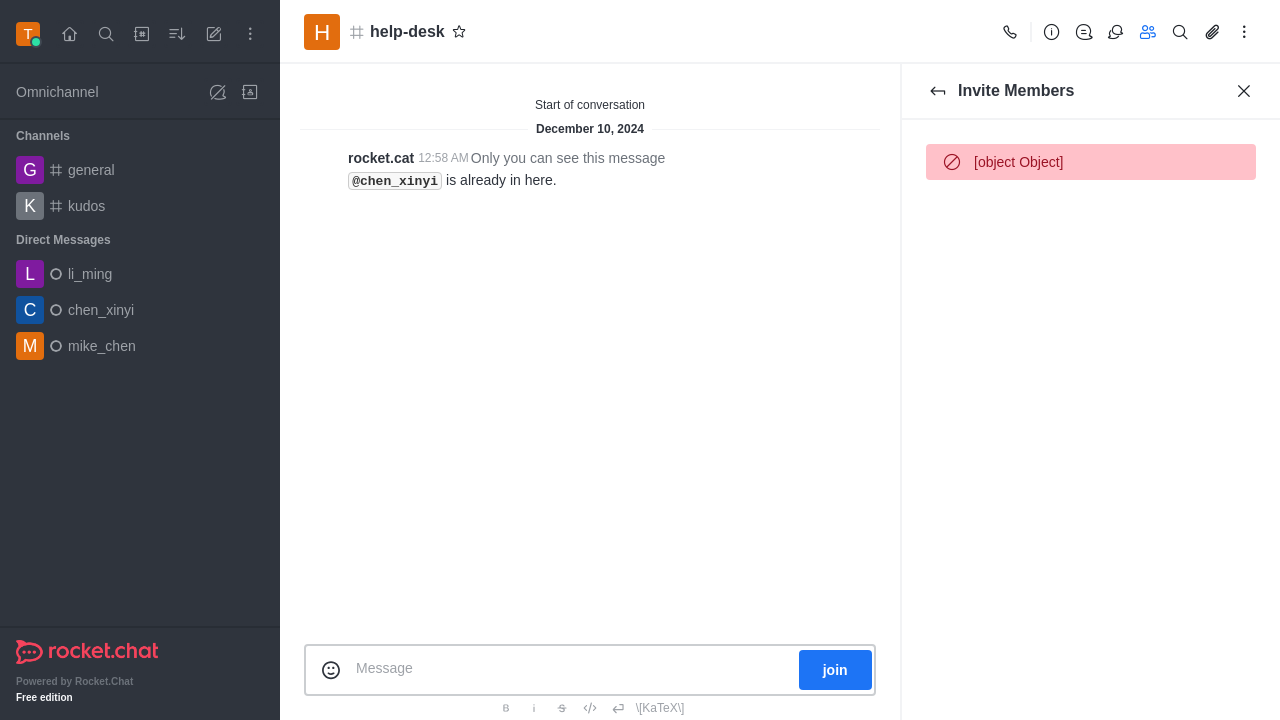 T
Omnichannel
Channels
G general
K kudos
Direct Messages
L li_ming
C chen_xinyi
M mike_chen
rocket.chat
Powered by Rocket.Chat
Free edition
H help-desk
Start of conversation
December 10, 2024
rocket.cat 12:58 AM Only you can see this message
@chen_xinyi is already in here.
Message
join
B i S \[KaTeX\]
Invite Members
[object Object]